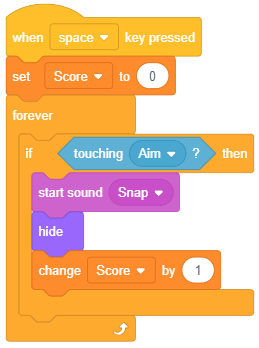 when space key pressed
set Score to 0
forever
if touching Aim ? then
start sound Snap
hide
change Score by 1